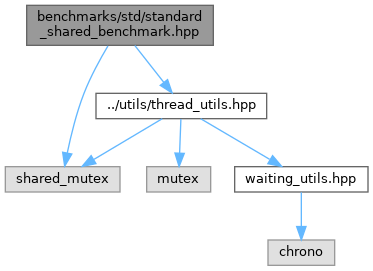 benchmarks/std/standard
_shared_benchmark.hpp
../utils/thread_utils.hpp
shared_mutex
mutex
waiting_utils.hpp
chrono